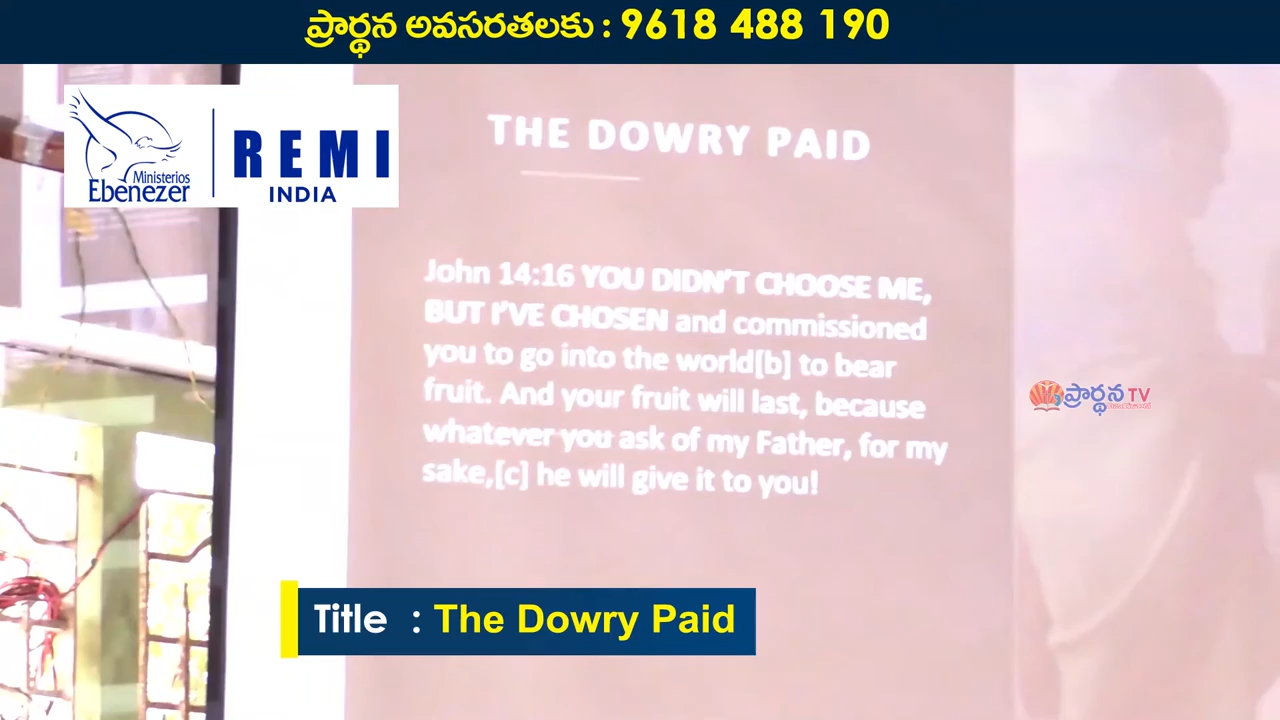 ప్రార్థన అవసరతలకు : 9618 488 190
Ministerios
Ebenezer
REMI
INDIA
THE DOWRY PAID
John 14:16 YOU DIDN'T CHOOSE ME,
BUT I'VE CHOSEN and commissioned
you to go into the world[b] to bear
fruit. And your fruit will last, because
whatever you ask of my Father, for my
sake,[c] he will give it to you!
ప్రార్థన TV
Title : The Dowry Paid